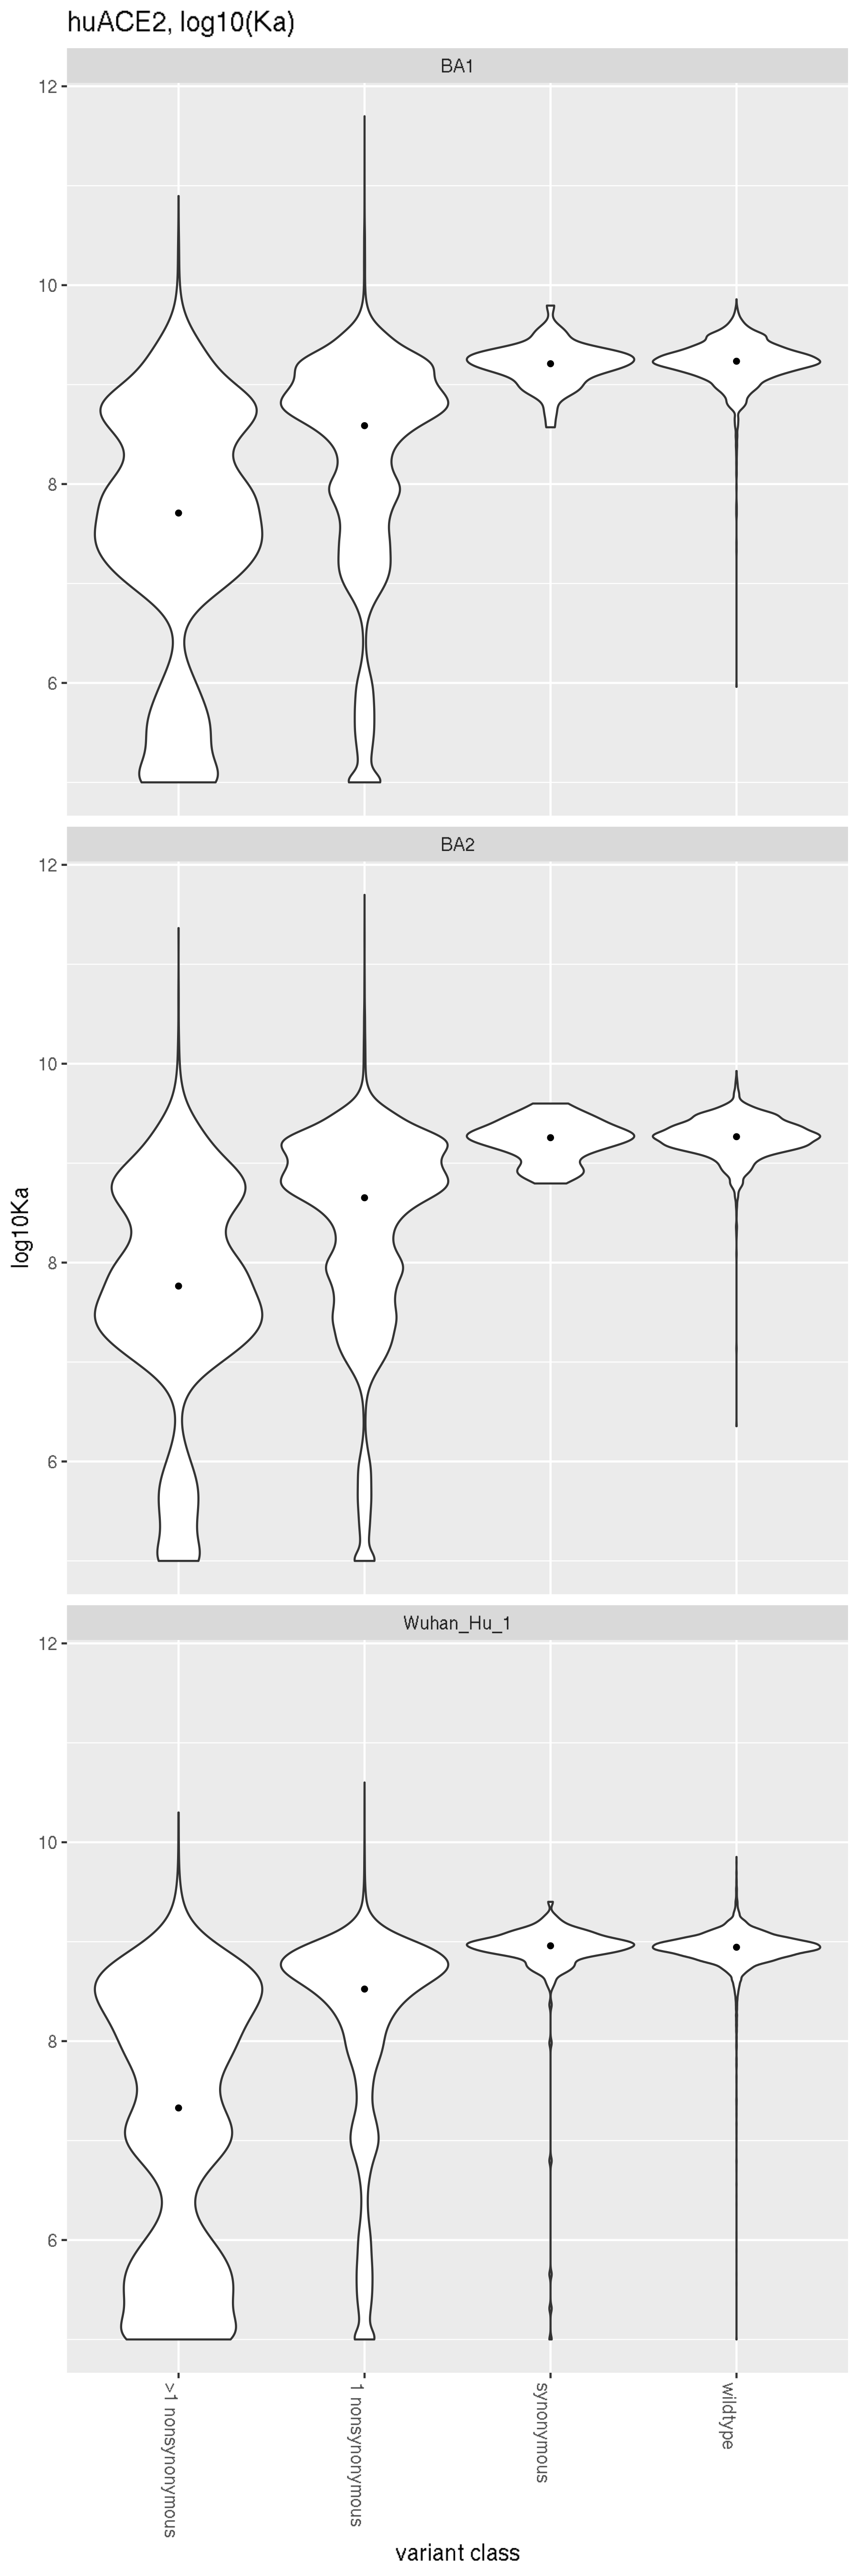 huACE2, log10(Ka)
BA1
12
10
8
6
BA2
12
10
8
6
Wuhan_Hu_1
12
10
8
6
log10Ka
>1 nonsynonymous
1 nonsynonymous
synonymous
wildtype
variant class